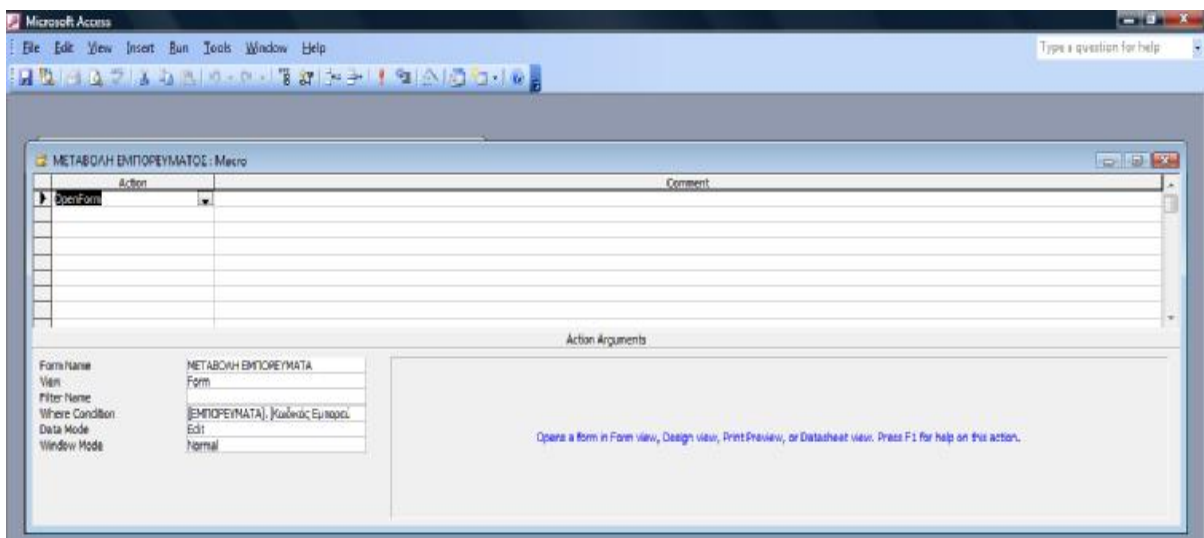 Microsoft Access
File Edit View Insert Run Tools Window Help
Type a question for help
ΜΕΤΑΒΟΛΗ ΕΜΠΟΡΕΥΜΑΤΟΣ : Macro
Action Comment
OpenForm
Action Arguments
Form Name ΜΕΤΑΒΟΛΗ ΕΜΠΟΡΕΥΜΑΤΑ
View Form
Filter Name
Where Condition [ΕΜΠΟΡΕΥΜΑΤΑ]. [Κωδικός Εμπορεύ
Data Mode Edit
Window Mode Normal
Opens a form in Form view, Design view, Print Preview, or Datasheet view. Press F1 for help on this action.